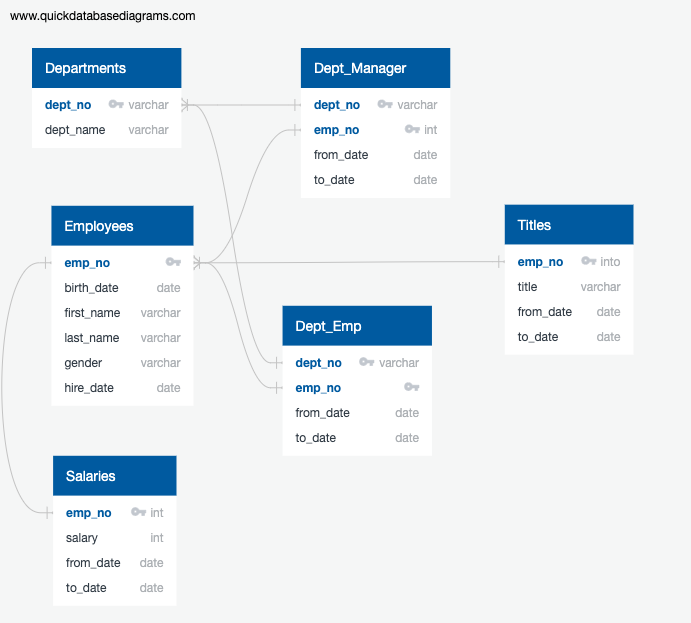 www.quickdatabasediagrams.com
Departments
dept_no varchar
dept_name varchar
Dept_Manager
dept_no varchar
emp_no int
from_date date
to_date date
Employees
emp_no
birth_date date
first_name varchar
last_name varchar
gender varchar
hire_date date
Titles
emp_no into
title varchar
from_date date
to_date date
Dept_Emp
dept_no varchar
emp_no
from_date date
to_date date
Salaries
emp_no int
salary int
from_date date
to_date date